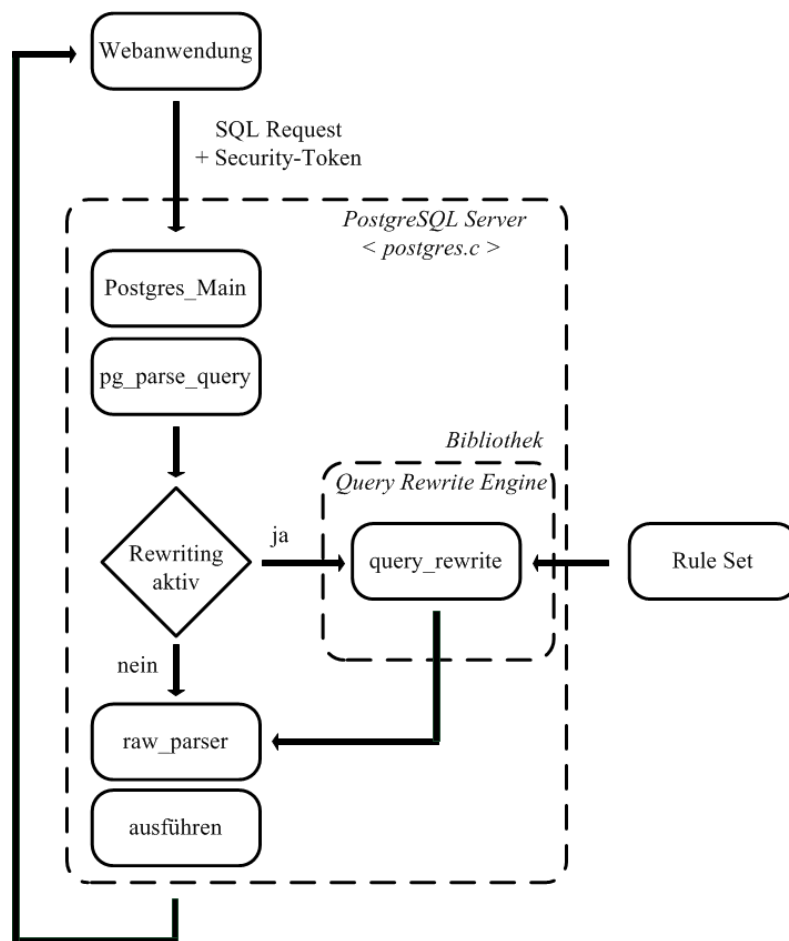 Webanwendung
SQL Request
+ Security-Token
PostgreSQL Server
< postgres.c >
Postgres_Main
pg_parse_query
Bibliothek
Query Rewrite Engine
Rewriting
aktiv
ja
query_rewrite
Rule Set
nein
raw_parser
ausführen